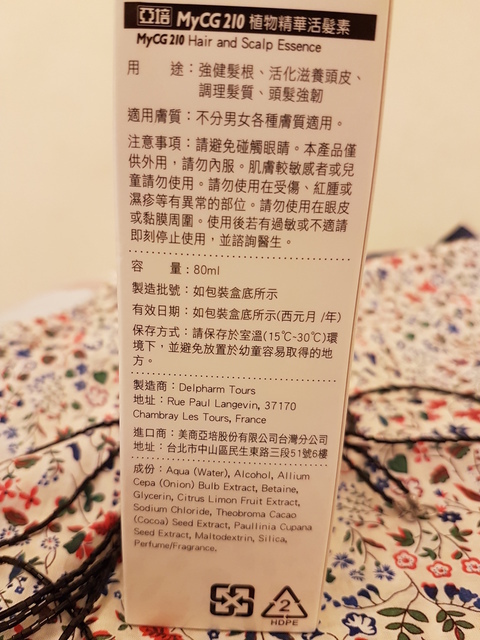 亞培 MyCG 210 植物精華活髮素
MyCG 210 Hair and Scalp Essence
用 途：強健髮根、活化滋養頭皮、
調理髮質、頭髮強韌
適用膚質：不分男女各種膚質適用。
注意事項：請避免碰觸眼睛。本產品僅
供外用，請勿內服。肌膚較敏感者或兒
童請勿使用。請勿使用在受傷、紅腫或
濕疹等有異常的部位。請勿使用在眼皮
或黏膜周圍。使用後若有過敏或不適請
即刻停止使用，並諮詢醫生。
容 量：80ml
製造批號：如包裝盒底所示
有效日期：如包裝盒底所示(西元月/年)
保存方式：請保存於室溫(15℃-30℃)環
境下，並避免放置於幼童容易取得的地
方。
製造商：Delpharm Tours
地址：Rue Paul Langevin, 37170
Chambray Les Tours, France
進口商：美商亞培股份有限公司台灣分公司
地址：台北市中山區民生東路三段51號6樓
成份：Aqua (Water), Alcohol, Allium
Cepa (Onion) Bulb Extract, Betaine,
Glycerin, Citrus Limon Fruit Extract,
Sodium Chloride, Theobroma Cacao
(Cocoa) Seed Extract, Paullinia Cupana
Seed Extract, Maltodextrin, Silica,
Perfume/Fragrance.
2
HDPE